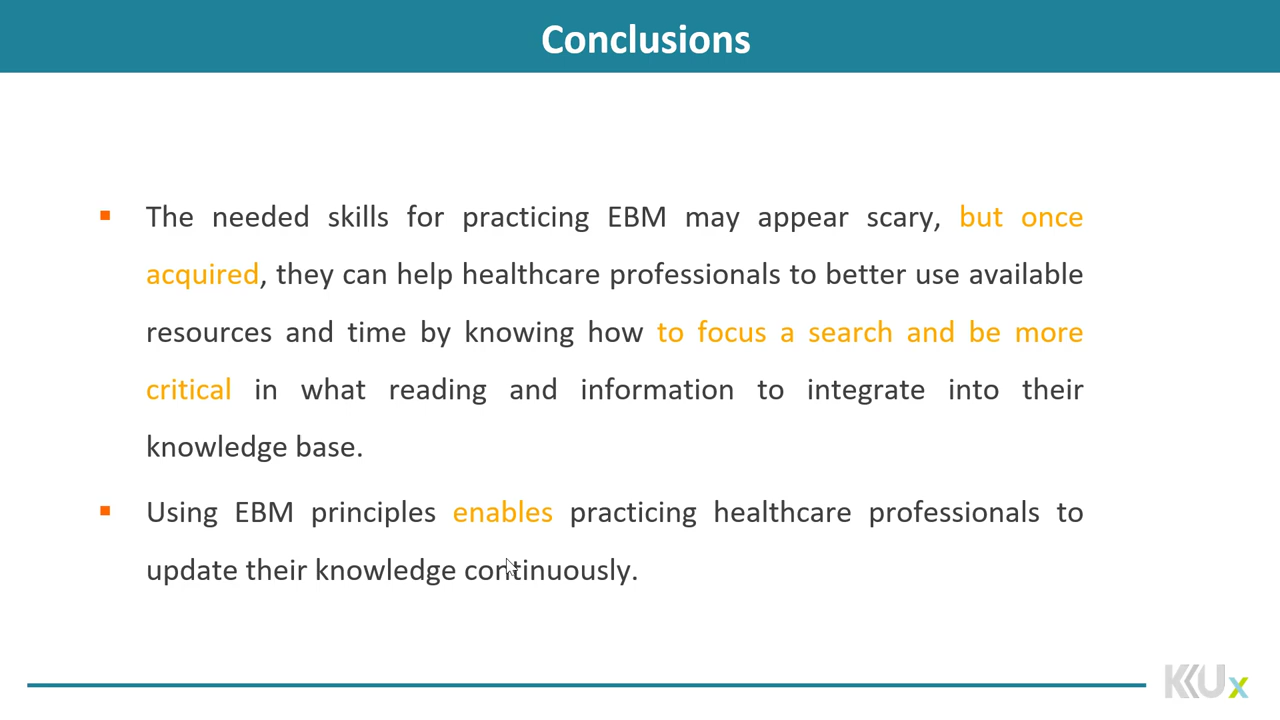 Conclusions
The needed skills for practicing EBM may appear scary, but once
acquired, they can help healthcare professionals to better use available
resources and time by knowing how to focus a search and be more
critical in what reading and information to integrate into their
knowledge base.
Using EBM principles enables practicing healthcare professionals to
update their knowledge continuously.
KKUx